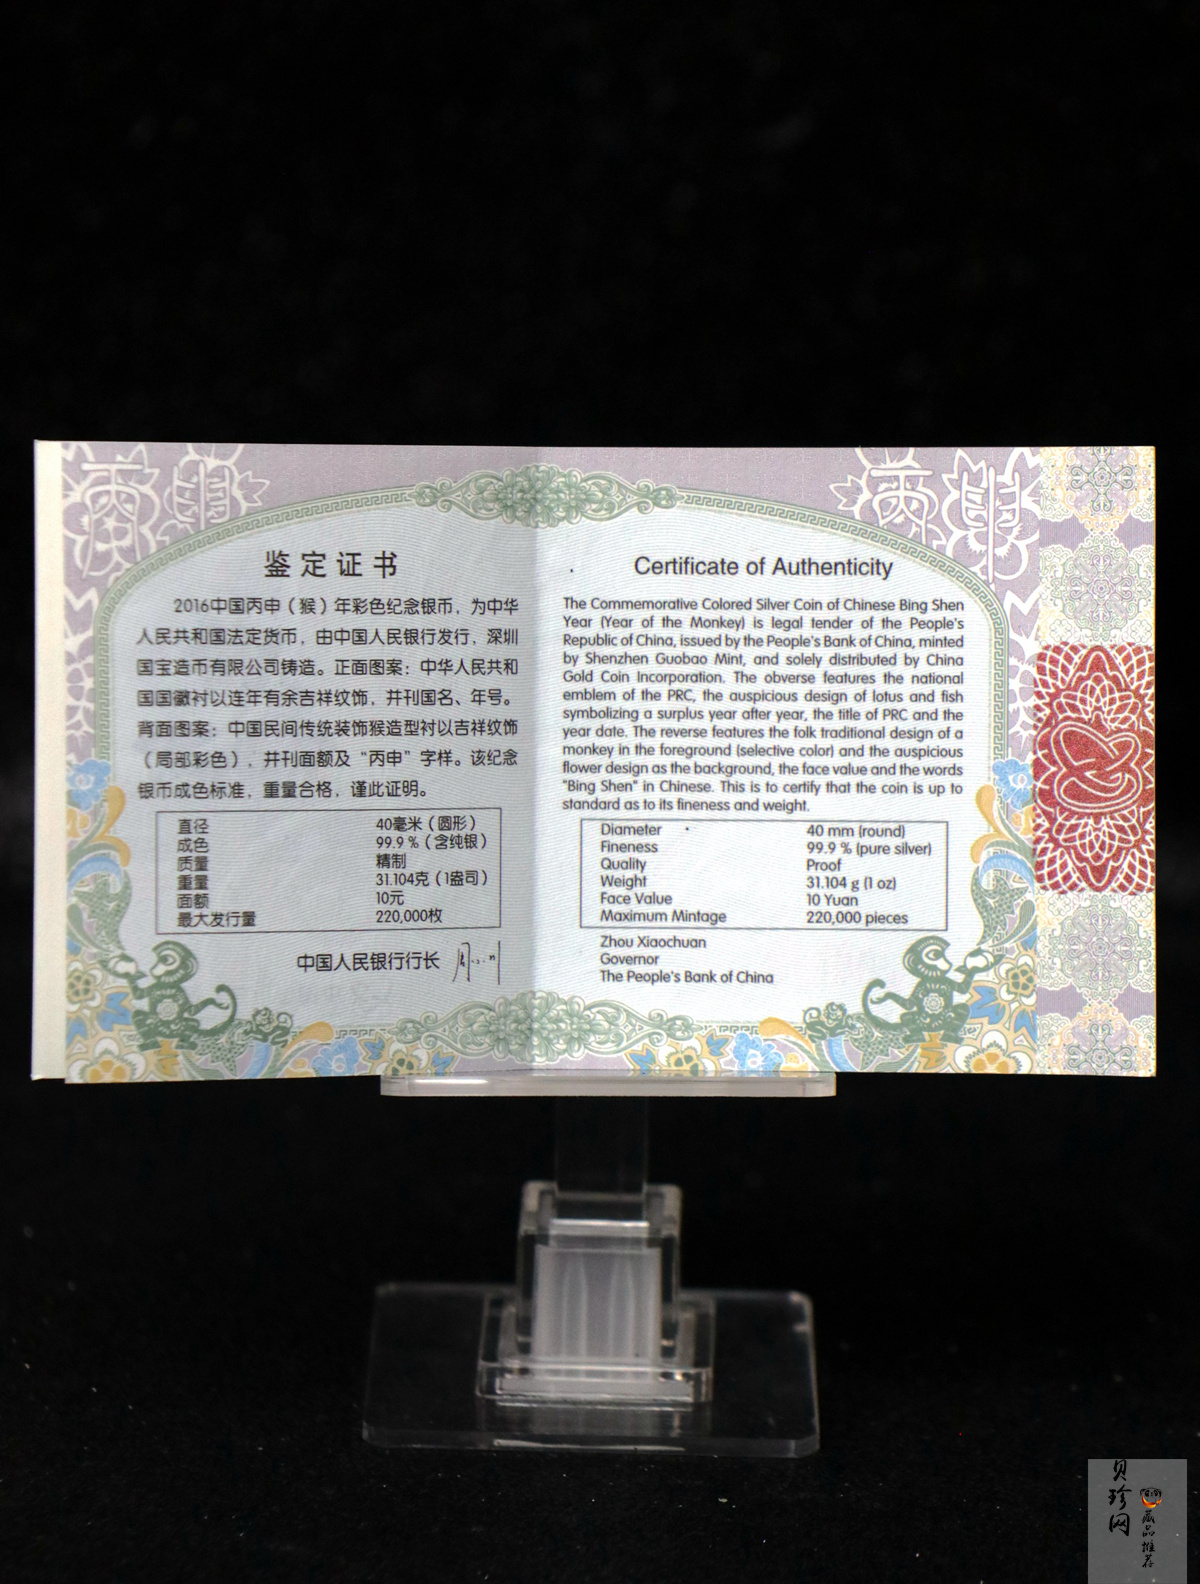 丙申
鉴定证书
2016中国丙申（猴）年彩色纪念银币，为中华
人民共和国法定货币，由中国人民银行发行，深圳
国宝造币有限公司铸造。正面图案：中华人民共和
国国徽衬以连年有余吉祥纹饰，并刊国名、年号。
背面图案：中国民间传统装饰猴造型衬以吉祥纹饰
（局部彩色），并刊面额及“丙申”字样。该纪念
银币成色标准，重量合格，谨此证明。
直径 40毫米（圆形）
成色 99.9%（含纯银）
质量 精制
重量 31.104克（1盎司）
面额 10元
最大发行量 220,000枚
中国人民银行行长
丙申
Certificate of Authenticity
The Commemorative Colored Silver Coin of Chinese Bing Shen
Year (Year of the Monkey) is legal tender of the People's
Republic of China, issued by the People's Bank of China, minted
by Shenzhen Guobao Mint, and solely distributed by China
Gold Coin Incorporation. The obverse features the national
emblem of the PRC, the auspicious design of lotus and fish
symbolizing a surplus year after year, the title of PRC and the
year date. The reverse features the folk traditional design of a
monkey in the foreground (selective color) and the auspicious
flower design as the background, the face value and the words
"Bing Shen" in Chinese. This is to certify that the coin is up to
standard as to its fineness and weight.
Diameter 40 mm (round)
Fineness 99.9 % (pure silver)
Quality Proof
Weight 31.104 g (1 oz)
Face Value 10 Yuan
Maximum Mintage 220,000 pieces
Zhou Xiaochuan
Governor
The People's Bank of China
贝珍网
藏品推荐